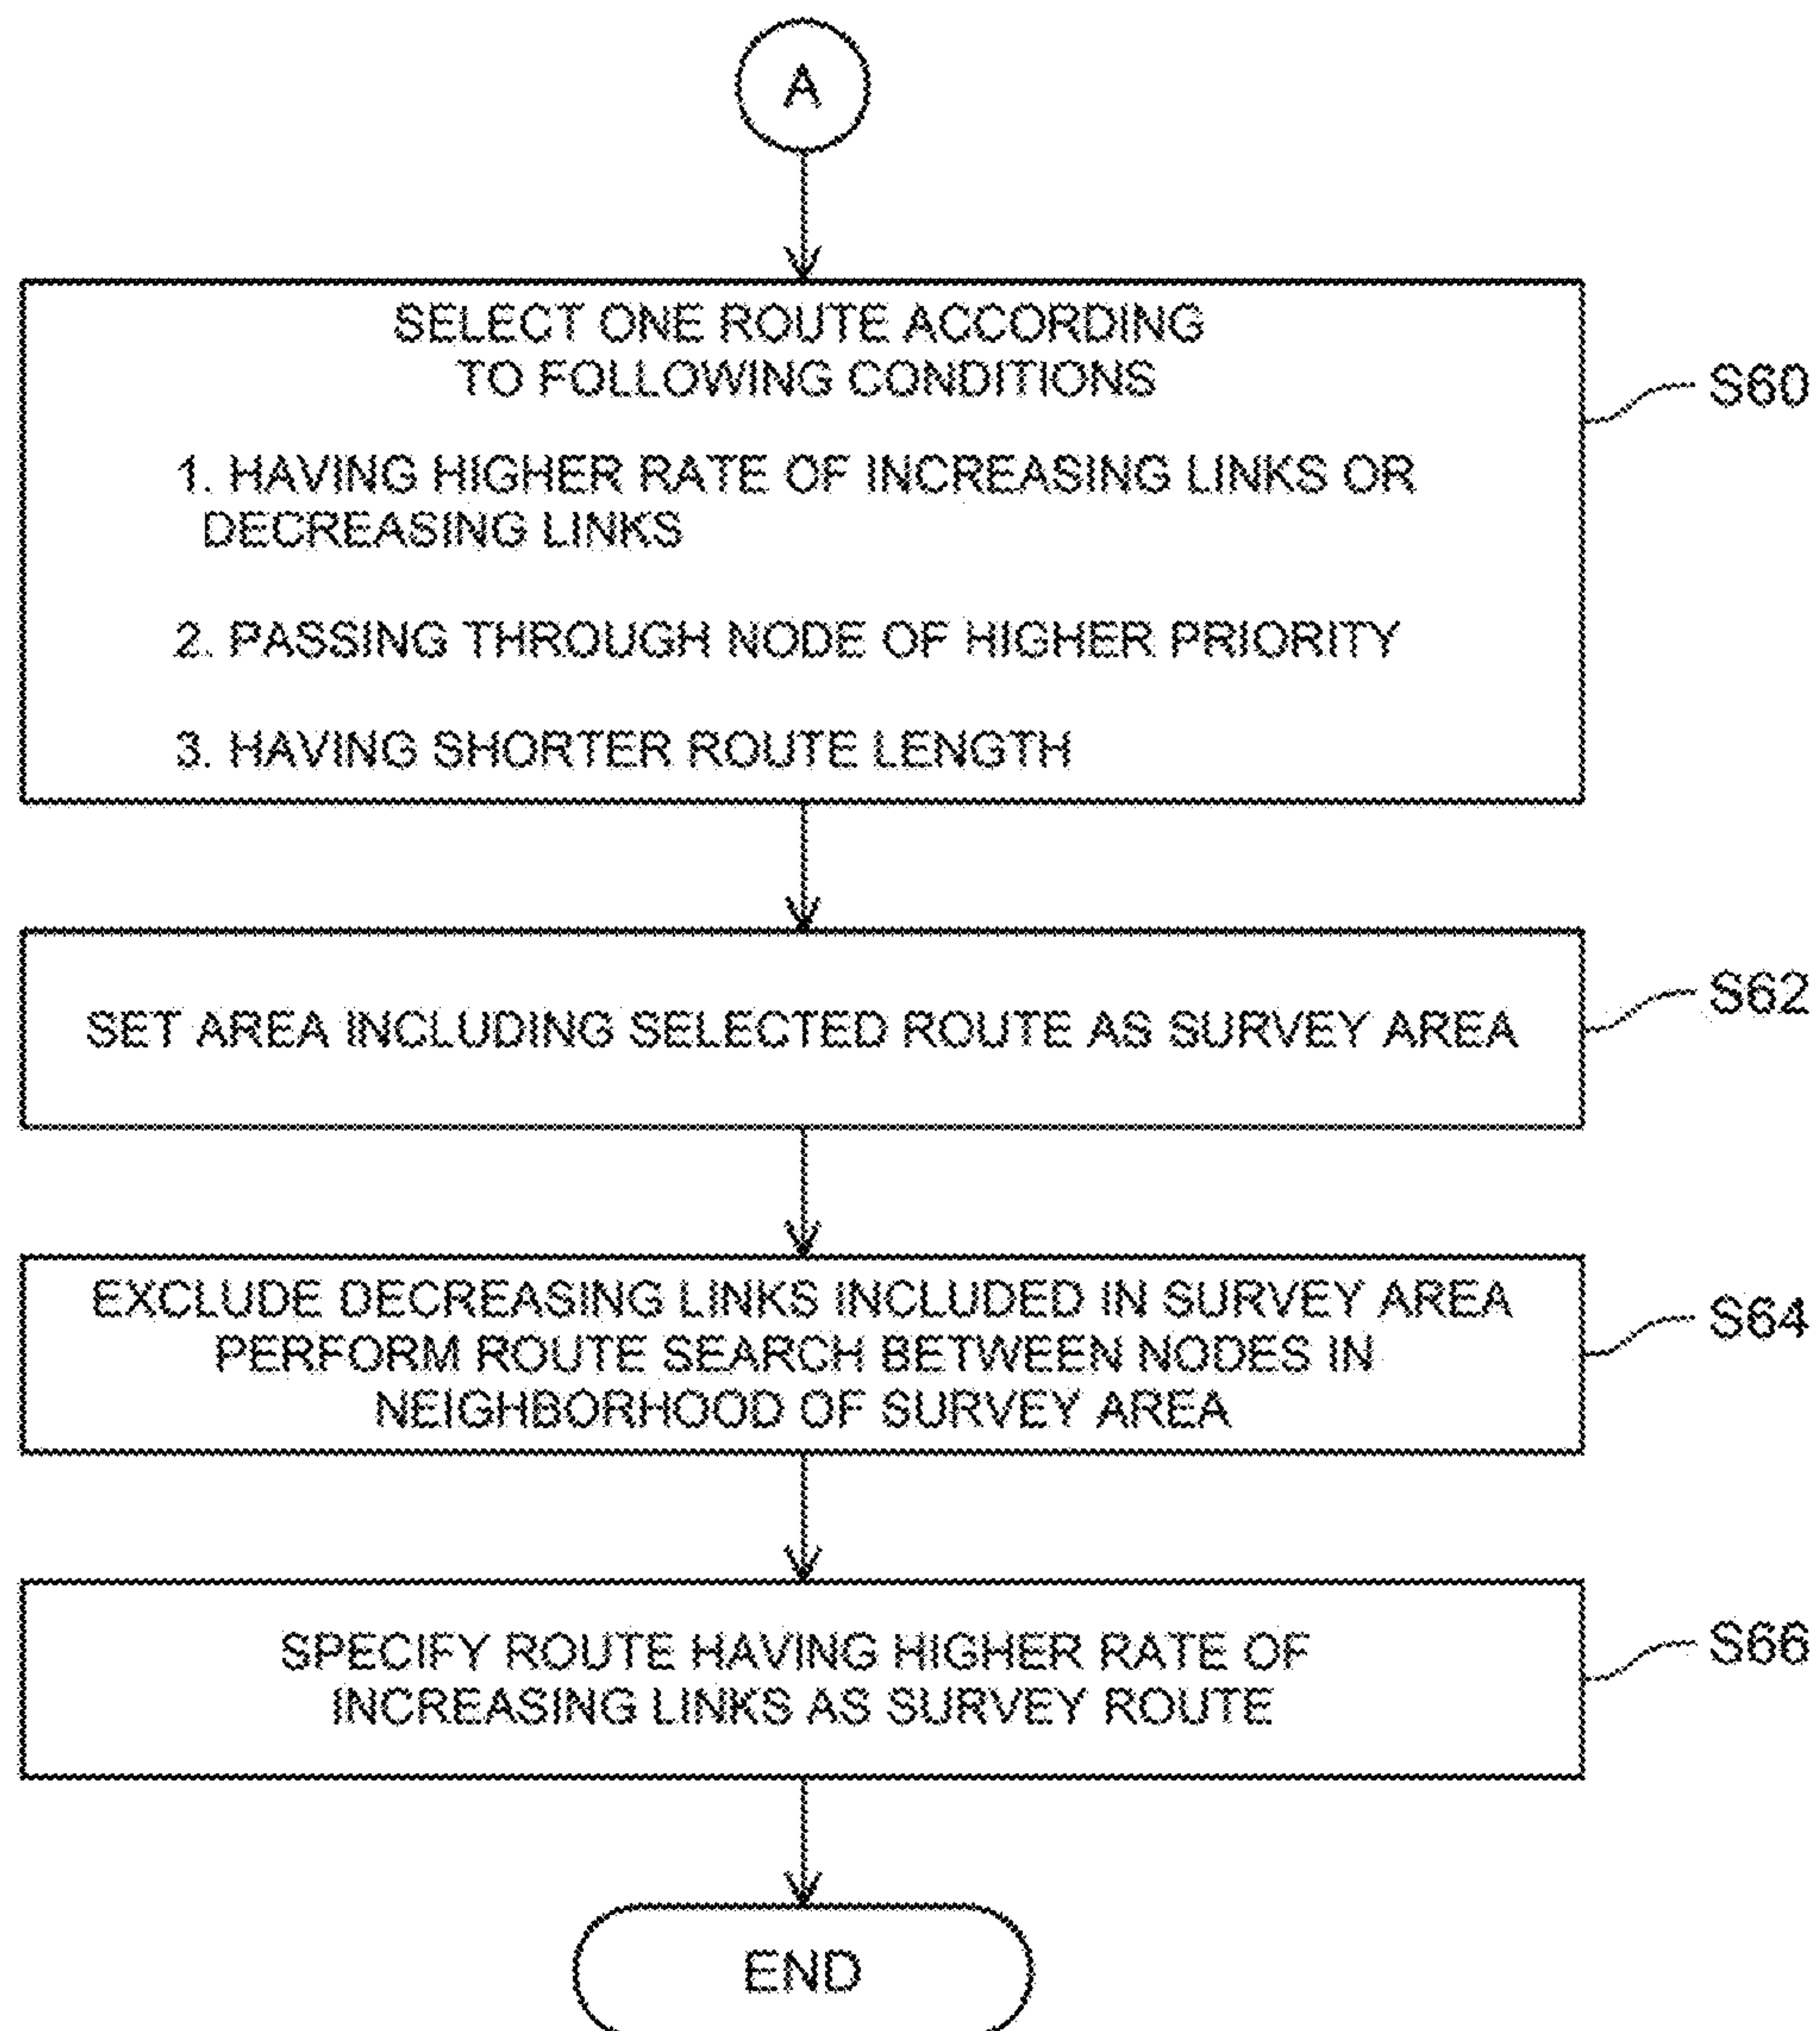 A
SELECT ONE ROUTE ACCORDING
TO FOLLOWING CONDITIONS
S60
1. HAVING HIGHER RATE OF INCREASING LINKS OR
DECREASING LINKS
2. PASSING THROUGH NODE OF HIGHER PRIORITY
3. HAVING SHORTER ROUTE LENGTH
SET AREA INCLUDING SELECTED ROUTE AS SURVEY AREA
S62
EXCLUDE DECREASING LINKS INCLUDED IN SURVEY AREA
PERFORM ROUTE SEARCH BETWEEN NODES IN
NEIGHBORHOOD OF SURVEY AREA
S64
SPECIFY ROUTE HAVING HIGHER RATE OF
INCREASING LINKS AS SURVEY ROUTE
S66
END